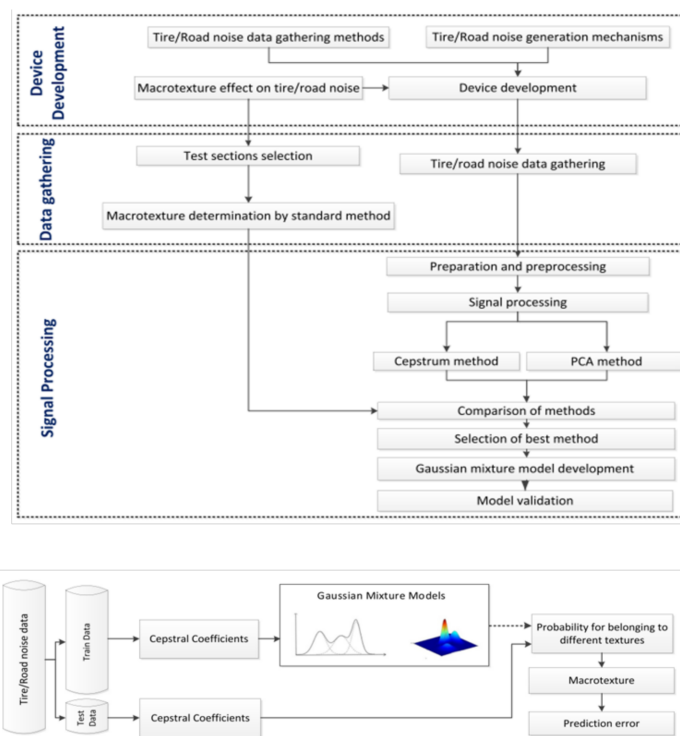 Device
Development
Tire/Road noise data gathering methods
Tire/Road noise generation mechanisms
Macrotexture effect on tire/road noise
Device development
Data gathering
Test sections selection
Tire/road noise data gathering
Macrotexture determination by standard method
Signal Processing
Preparation and preprocessing
Signal processing
Cepstrum method
PCA method
Comparison of methods
Selection of best method
Gaussian mixture model development
Model validation
Tire/Road noise data
Train Data
Cepstral Coefficients
Gaussian Mixture Models
Probability for belonging to
different textures
Macrotexture
Prediction error
Test
Data
Cepstral Coefficients